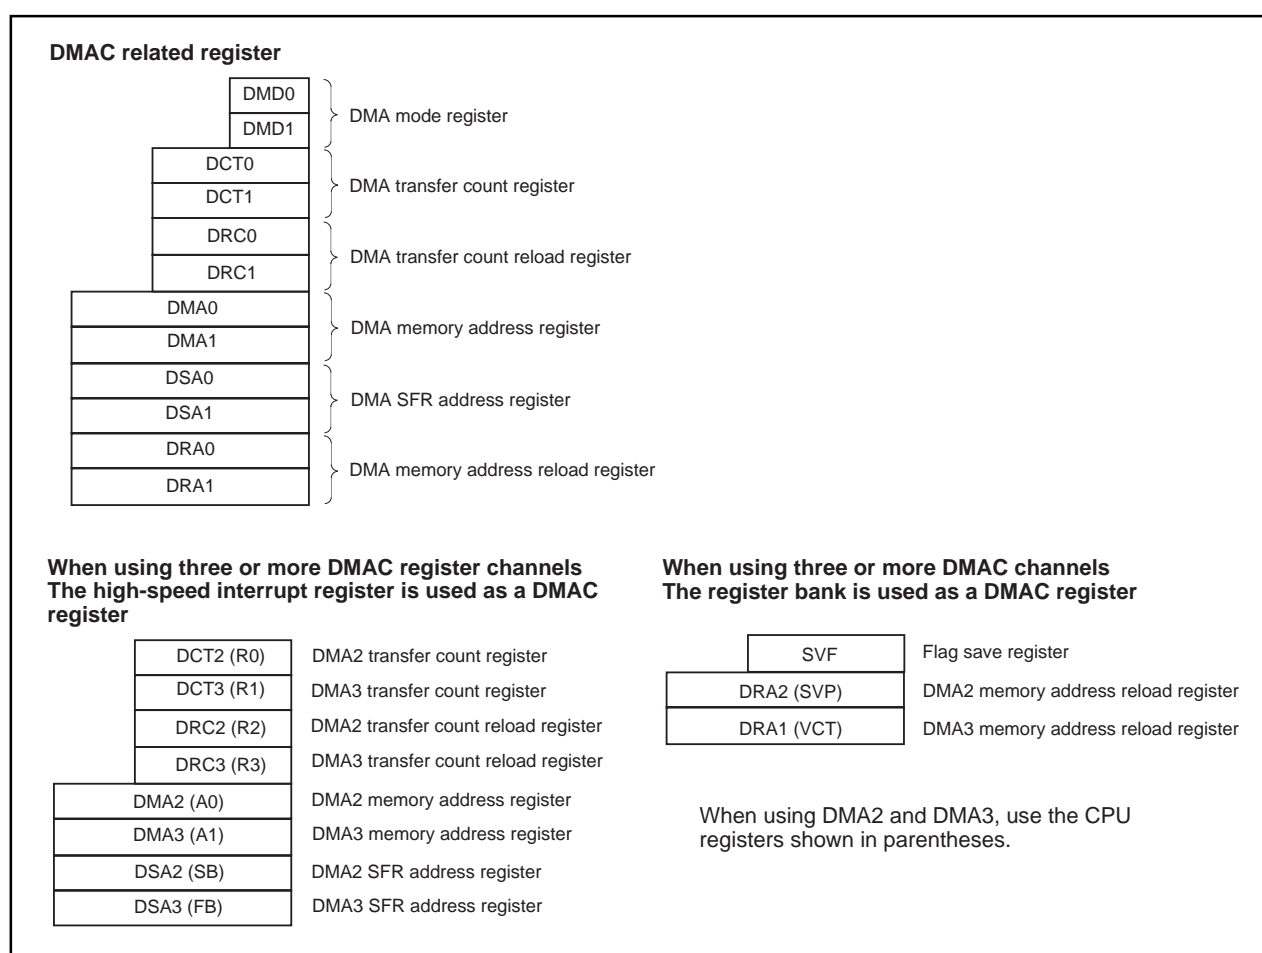 DMAC related register
DMD0
DMD1
DMA mode register
DCT0
DCT1
DMA transfer count register
DRC0
DRC1
DMA transfer count reload register
DMA0
DMA1
DMA memory address register
DSA0
DSA1
DMA SFR address register
DRA0
DRA1
DMA memory address reload register
When using three or more DMAC register channels
The high-speed interrupt register is used as a DMAC
register
DCT2 (R0) DMA2 transfer count register
DCT3 (R1) DMA3 transfer count register
DRC2 (R2) DMA2 transfer count reload register
DRC3 (R3) DMA3 transfer count reload register
DMA2 (A0) DMA2 memory address register
DMA3 (A1) DMA3 memory address register
DSA2 (SB) DMA2 SFR address register
DSA3 (FB) DMA3 SFR address register
When using three or more DMAC channels
The register bank is used as a DMAC register
SVF Flag save register
DRA2 (SVP) DMA2 memory address reload register
DRA1 (VCT) DMA3 memory address reload register
When using DMA2 and DMA3, use the CPU
registers shown in parentheses.